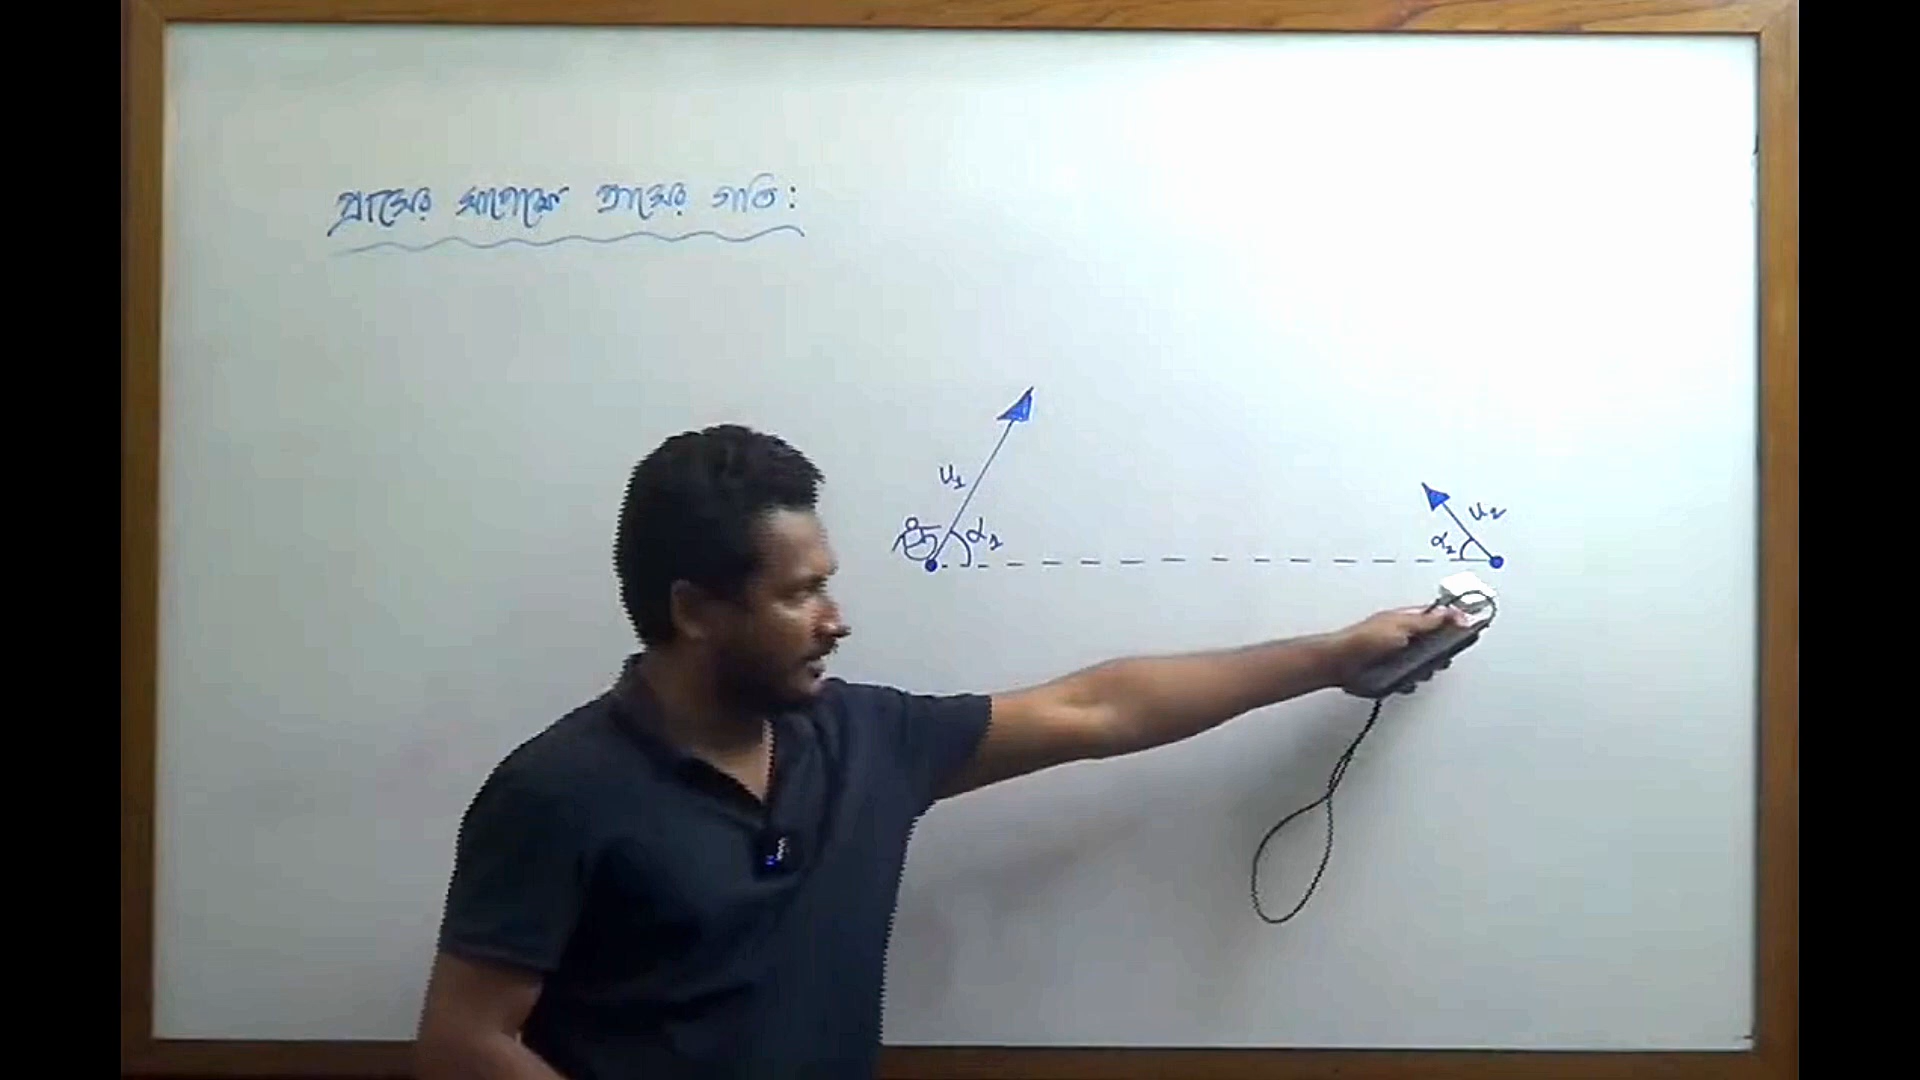 প্রাসের সাপেক্ষে প্রাসের গতি:
u₁
α₁
u₂
α₂